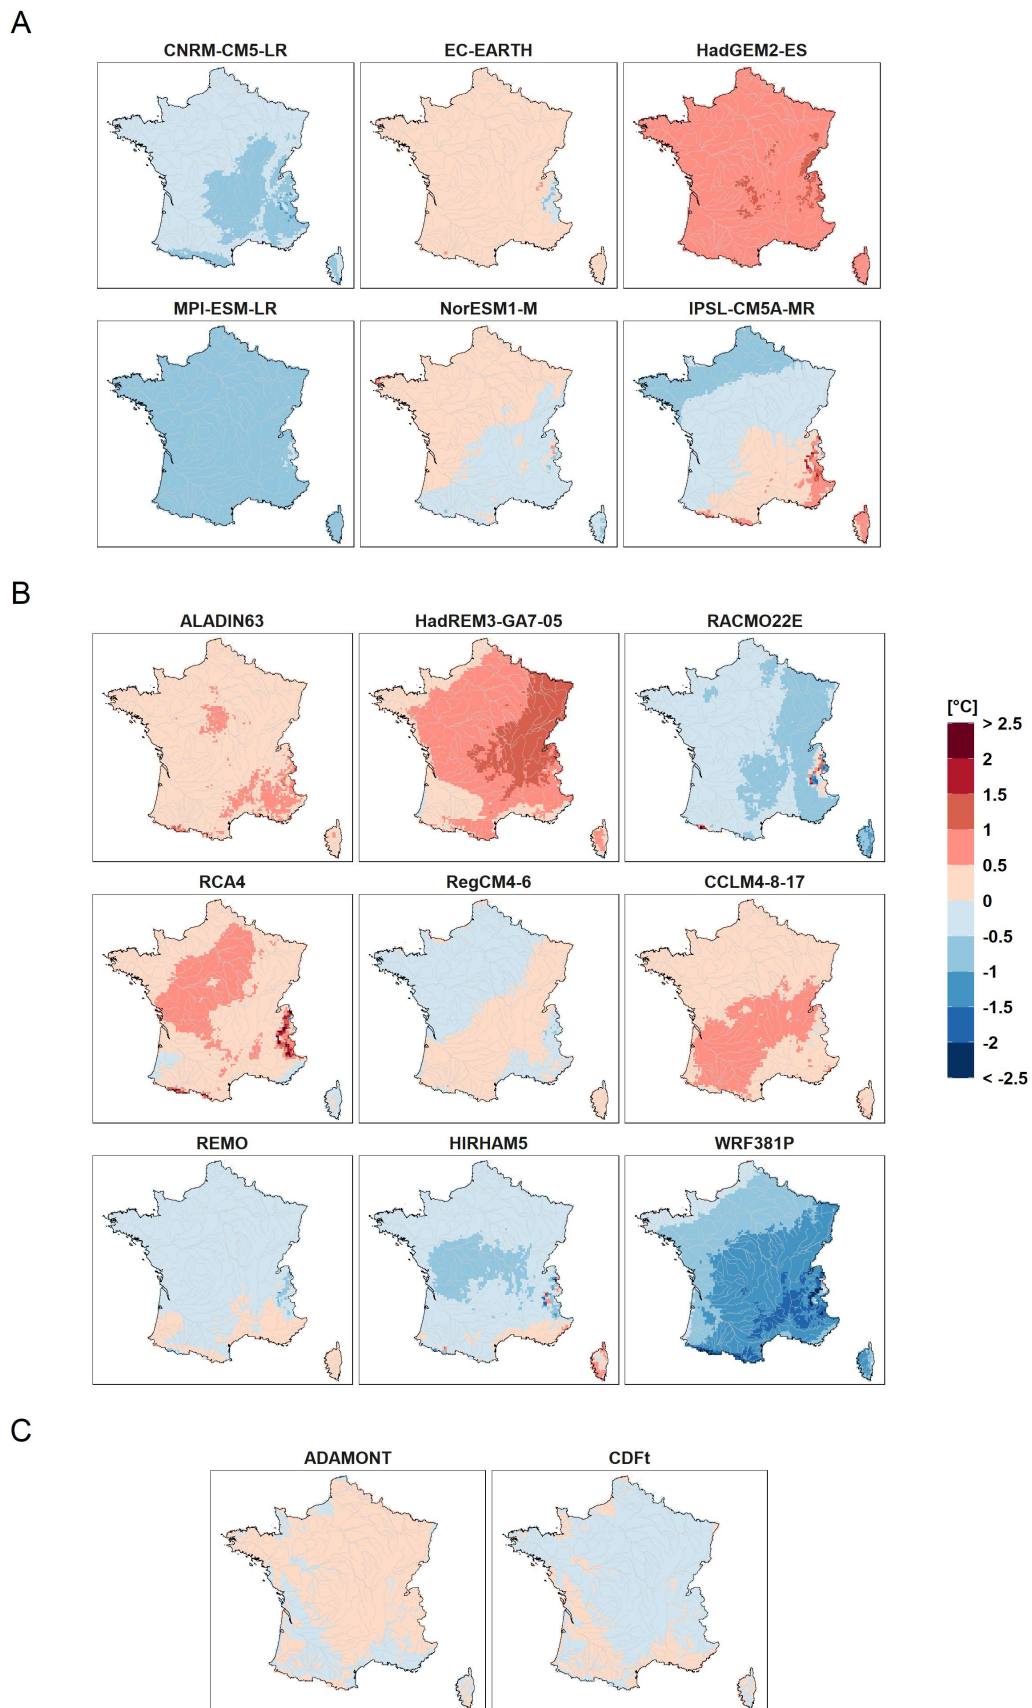 A
CNRM-CM5-LR
EC-EARTH
HadGEM2-ES
MPI-ESM-LR
NorESM1-M
IPSL-CM5A-MR
B
ALADIN63
HadREM3-GA7-05
RACMO22E
RCA4
RegCM4-6
CCLM4-8-17
REMO
HIRHAM5
WRF381P
[°C]
> 2.5
2
1.5
1
0.5
0
-0.5
-1
-1.5
-2
< -2.5
C
ADAMONT
CDFt